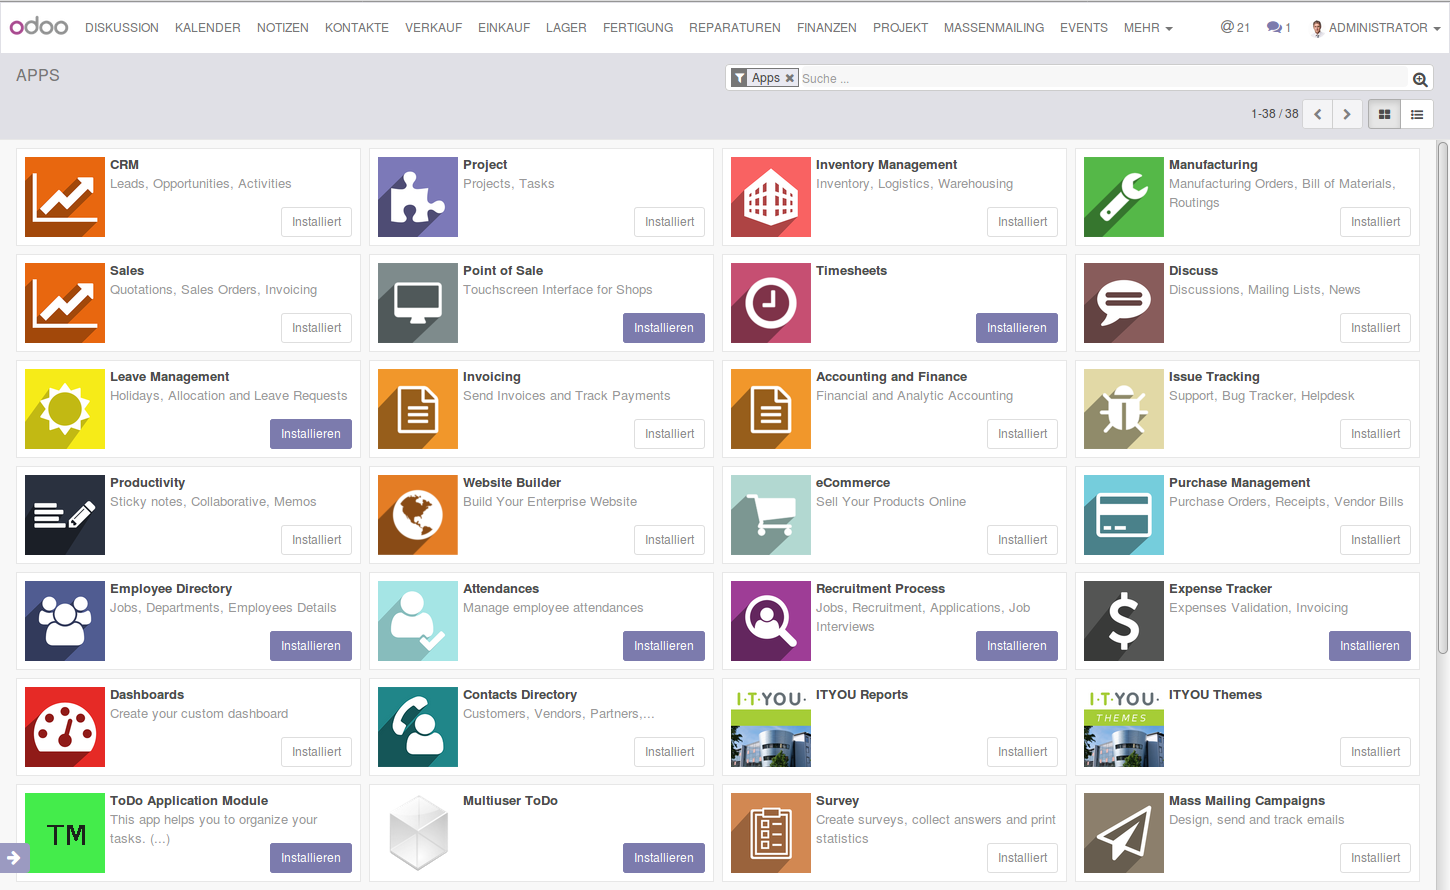 odoo DISKUSSION KALENDER NOTIZEN KONTAKTE VERKAUF EINKAUF LAGER FERTIGUNG REPARATUREN FINANZEN PROJEKT MASSENMAILING EVENTS MEHR @ 21 1 ADMINISTRATOR
APPS
Apps Suche ...
1-38 / 38
CRM
Leads, Opportunities, Activities
Installiert
Project
Projects, Tasks
Installiert
Inventory Management
Inventory, Logistics, Warehousing
Installiert
Manufacturing
Manufacturing Orders, Bill of Materials,
Routings
Installiert
Sales
Quotations, Sales Orders, Invoicing
Installiert
Point of Sale
Touchscreen Interface for Shops
Installieren
Timesheets
Installieren
Discuss
Discussions, Mailing Lists, News
Installiert
Leave Management
Holidays, Allocation and Leave Requests
Installieren
Invoicing
Send Invoices and Track Payments
Installiert
Accounting and Finance
Financial and Analytic Accounting
Installiert
Issue Tracking
Support, Bug Tracker, Helpdesk
Installiert
Productivity
Sticky notes, Collaborative, Memos
Installiert
Website Builder
Build Your Enterprise Website
Installiert
eCommerce
Sell Your Products Online
Installiert
Purchase Management
Purchase Orders, Receipts, Vendor Bills
Installiert
Employee Directory
Jobs, Departments, Employees Details
Installieren
Attendances
Manage employee attendances
Installieren
Recruitment Process
Jobs, Recruitment, Applications, Job
Interviews
Installieren
Expense Tracker
Expenses Validation, Invoicing
Installieren
Dashboards
Create your custom dashboard
Installiert
Contacts Directory
Customers, Vendors, Partners,...
Installiert
I·T·YOU·
ITYOU Reports
Installiert
I·T·YOU·
THEMES
ITYOU Themes
Installiert
TM
ToDo Application Module
This app helps you to organize your
tasks. (...)
Installieren
Multiuser ToDo
Installieren
Survey
Create surveys, collect answers and print
statistics
Installiert
Mass Mailing Campaigns
Design, send and track emails
Installiert